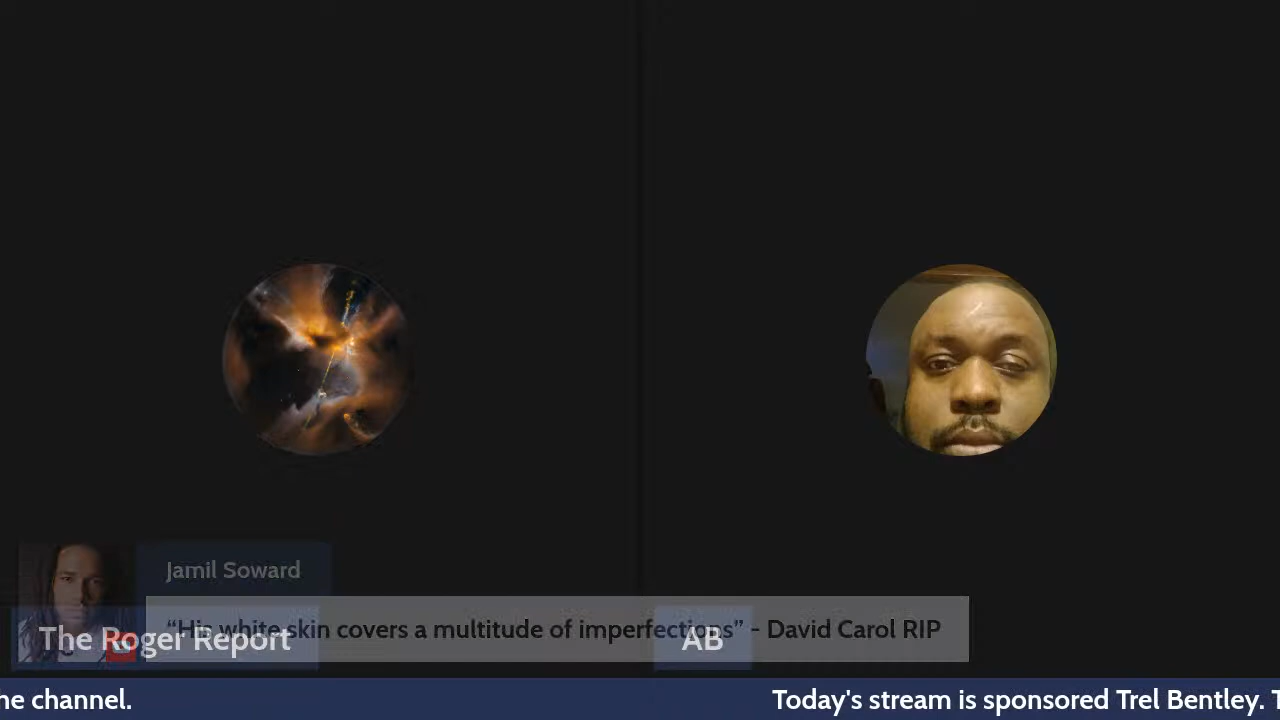 Jamil Soward
“His white skin covers a multitude of imperfections” - David Carol RIP
The Roger Report
AB
he channel.
Today's stream is sponsored Trel Bentley. T